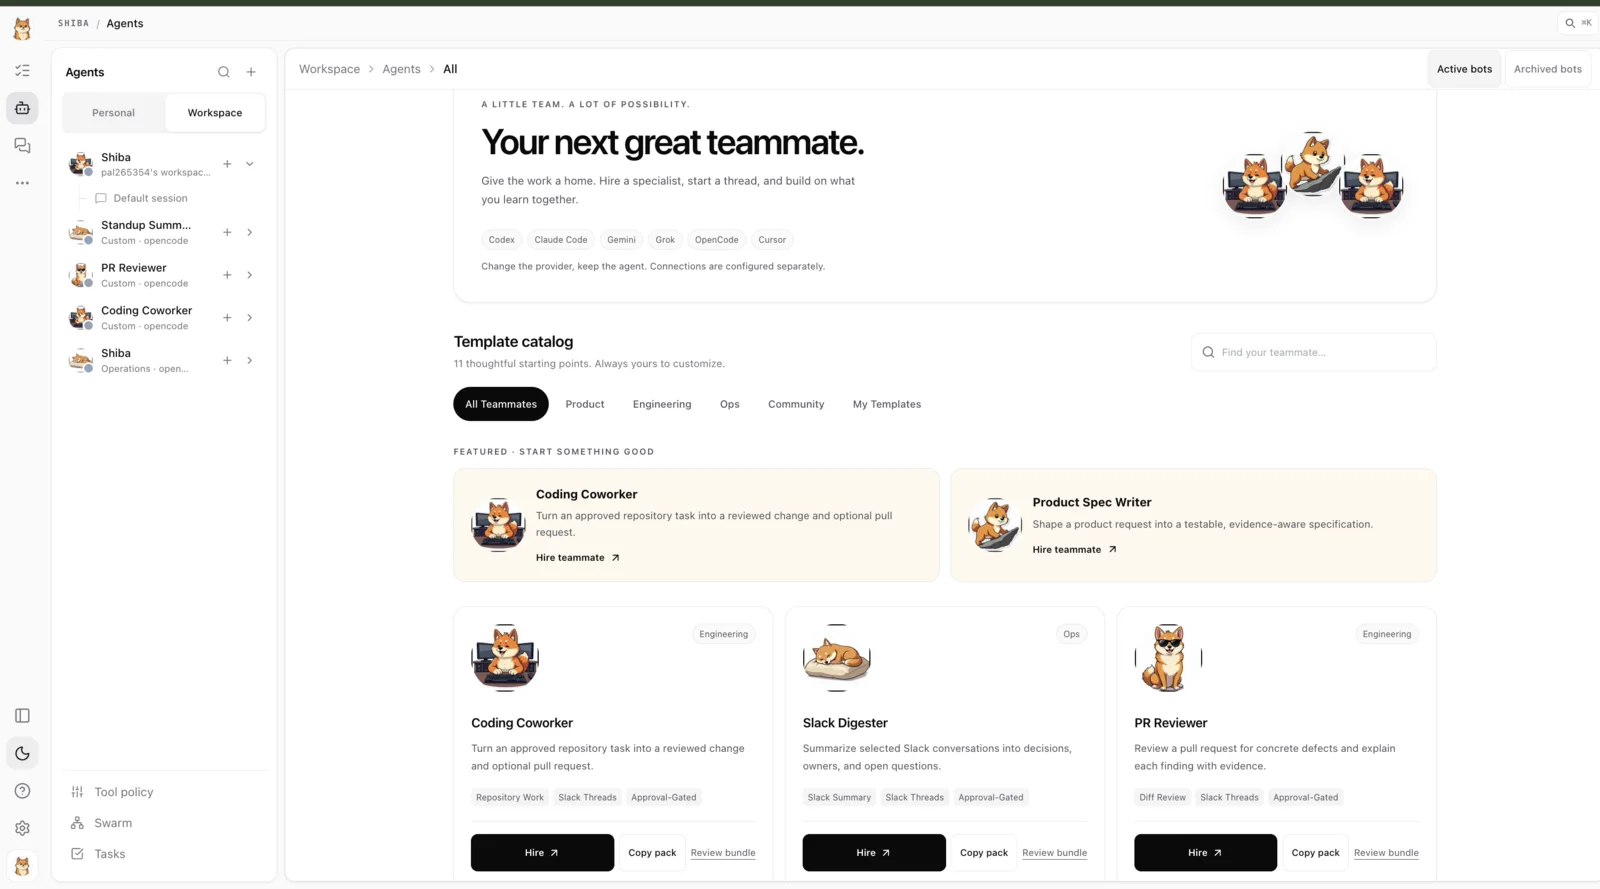 SHIBA / Agents
⌘K
Agents
Personal
Workspace
Shiba
pal265354's workspac...
Default session
Standup Summ...
Custom · opencode
PR Reviewer
Custom · opencode
Coding Coworker
Custom · opencode
Shiba
Operations · open...
Tool policy
Swarm
Tasks
Workspace > Agents > All
Active bots
Archived bots
A LITTLE TEAM. A LOT OF POSSIBILITY.
Your next great teammate.
Give the work a home. Hire a specialist, start a thread, and build on what
you learn together.
Codex Claude Code Gemini Grok OpenCode Cursor
Change the provider, keep the agent. Connections are configured separately.
Template catalog
11 thoughtful starting points. Always yours to customize.
Find your teammate...
All Teammates Product Engineering Ops Community My Templates
FEATURED · START SOMETHING GOOD
Coding Coworker
Turn an approved repository task into a reviewed change and optional pull
request.
Hire teammate
Product Spec Writer
Shape a product request into a testable, evidence-aware specification.
Hire teammate
Engineering
Coding Coworker
Turn an approved repository task into a reviewed change
and optional pull request.
Repository Work Slack Threads Approval-Gated
Hire Copy pack Review bundle
Ops
Slack Digester
Summarize selected Slack conversations into decisions,
owners, and open questions.
Slack Summary Slack Threads Approval-Gated
Hire Copy pack Review bundle
Engineering
PR Reviewer
Review a pull request for concrete defects and explain
each finding with evidence.
Diff Review Slack Threads Approval-Gated
Hire Copy pack Review bundle